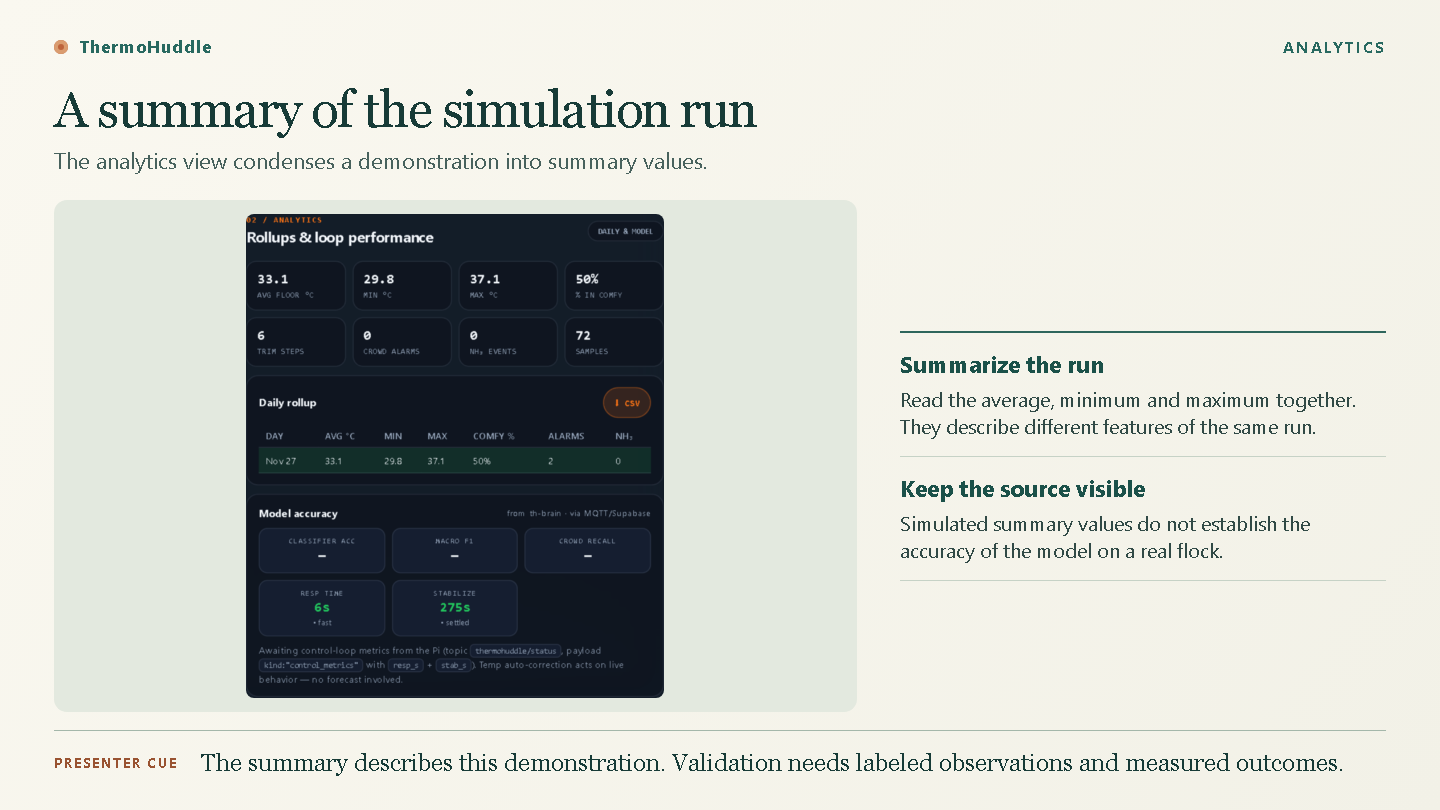 ThermoHuddle
ANALYTICS
A summary of the simulation run
The analytics view condenses a demonstration into summary values.
02 / ANALYTICS
Rollups & loop performance
DAILY & MODEL
33.1
AVG FLOOR °C
29.8
MIN °C
37.1
MAX °C
50%
% IN COMFY
6
TRIM STEPS
0
CROWD ALARMS
0
NH₃ EVENTS
72
SAMPLES
Daily rollup
⬇ CSV
DAY AVG °C MIN MAX COMFY % ALARMS NH₃
Nov 27 33.1 29.8 37.1 50% 2 0
Model accuracy
from th-brain · via MQTT/Supabase
CLASSIFIER ACC
—
MACRO F1
—
CROWD RECALL
—
RESP TIME
6s
• fast
STABILIZE
275s
• settled
Awaiting control-loop metrics from the Pi (topic thermohuddle/status, payload
kind:"control_metrics" with resp_s + stab_s). Temp auto-correction acts on live
behavior — no forecast involved.
Summarize the run
Read the average, minimum and maximum together.
They describe different features of the same run.
Keep the source visible
Simulated summary values do not establish the
accuracy of the model on a real flock.
PRESENTER CUE The summary describes this demonstration. Validation needs labeled observations and measured outcomes.